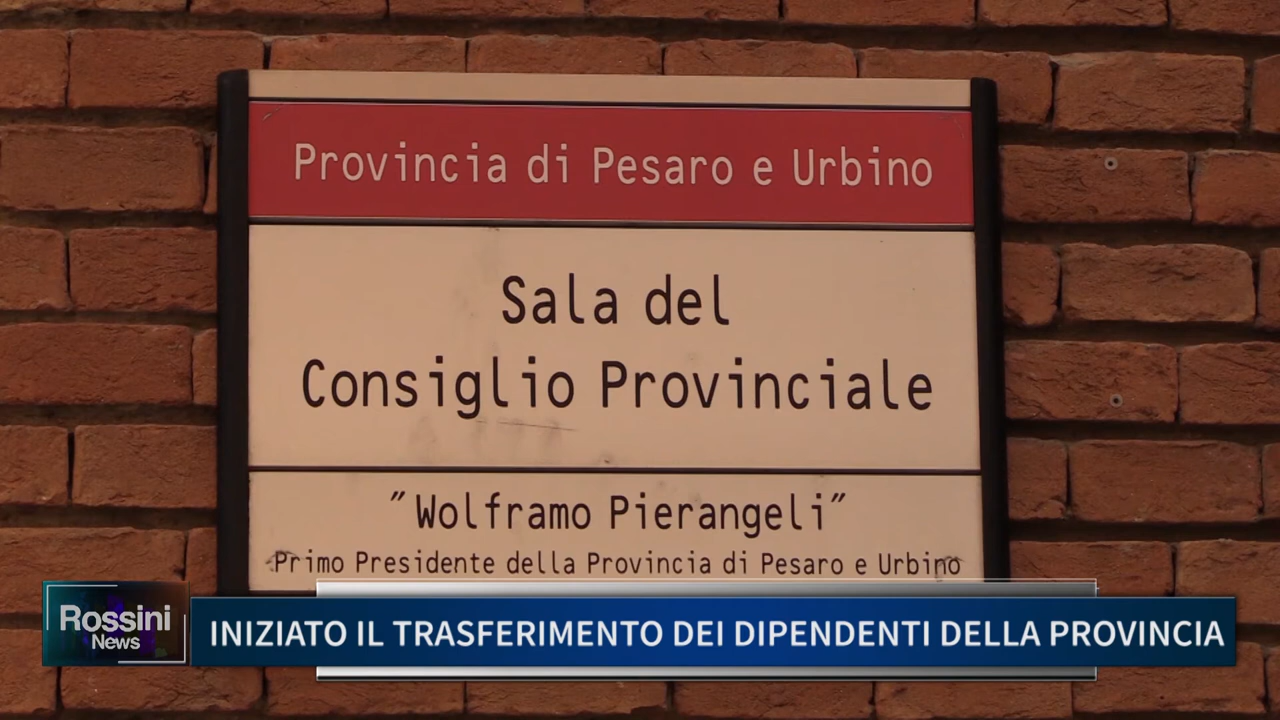 Provincia di Pesaro e Urbino
Sala del
Consiglio Provinciale
"Wolframo Pierangeli"
Primo Presidente della Provincia di Pesaro e Urbino
Rossini
News
INIZIATO IL TRASFERIMENTO DEI DIPENDENTI DELLA PROVINCIA